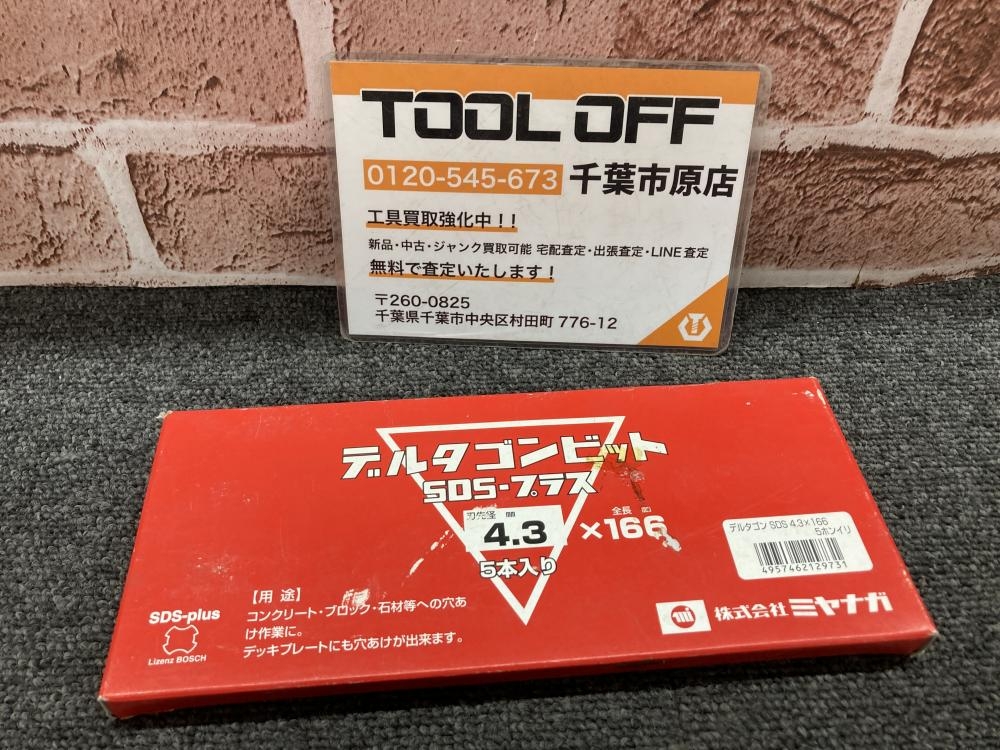 TOOL OFF
0120-545-673 千葉市原店
工具買取強化中！！
新品・中古・ジャンク買取可能 宅配査定・出張査定・LINE査定
無料で査定いたします！
〒260-0825
千葉県千葉市中央区村田町 776-12
デルタゴンビット
SDS-プラス
刃先径 ㎜
4.3
全長 ㎜
×166
5本入り
デルタゴン SDS 4.3×166
5ホンイリ
4957462129731
SDS-plus
Lizenz BOSCH
【用 途】
コンクリート・ブロック・石材等への穴あ
け作業に。
デッキプレートにも穴あけが出来ます。
mi 株式会社 ミヤナガ